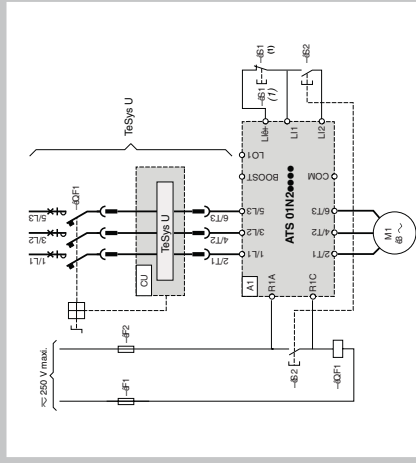 TeSys U
–QF1
5/L3
3/L2
1/L1
CU
TeSys U
6/T3
4/T2
2/T1
–S1
(1)
–S1
(1)
–S2
LI+
LI1
LI2
LO1
BOOST
COM
5/L3
3/L2
1/L1
ATS 01N2●●●●
6/T3
4/T2
2/T1
M1
3 ~
A1
R1A
R1C
–F2
–F1
250 V maxi.
–S2
–QF1